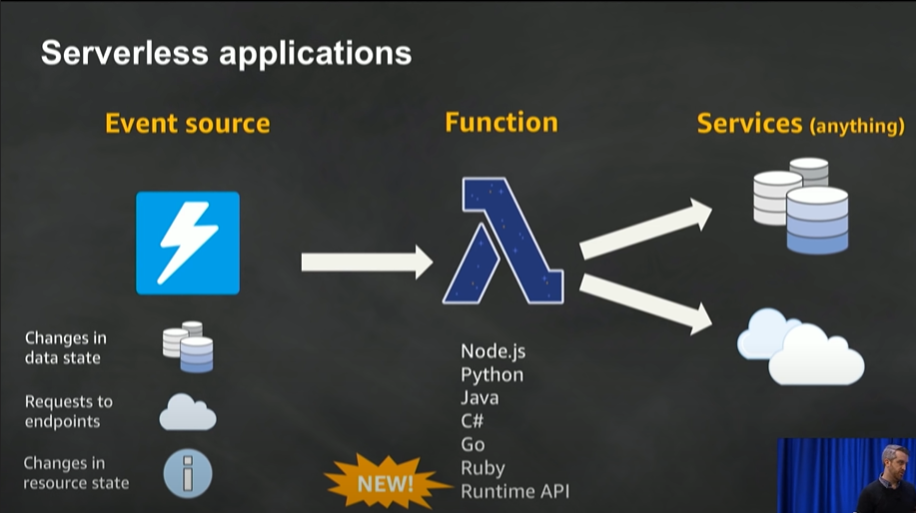 Serverless applications
Event source
Function
Services (anything)
Changes in
data state
Requests to
endpoints
Changes in
resource state
Node.js
Python
Java
C#
Go
Ruby
Runtime API
NEW!